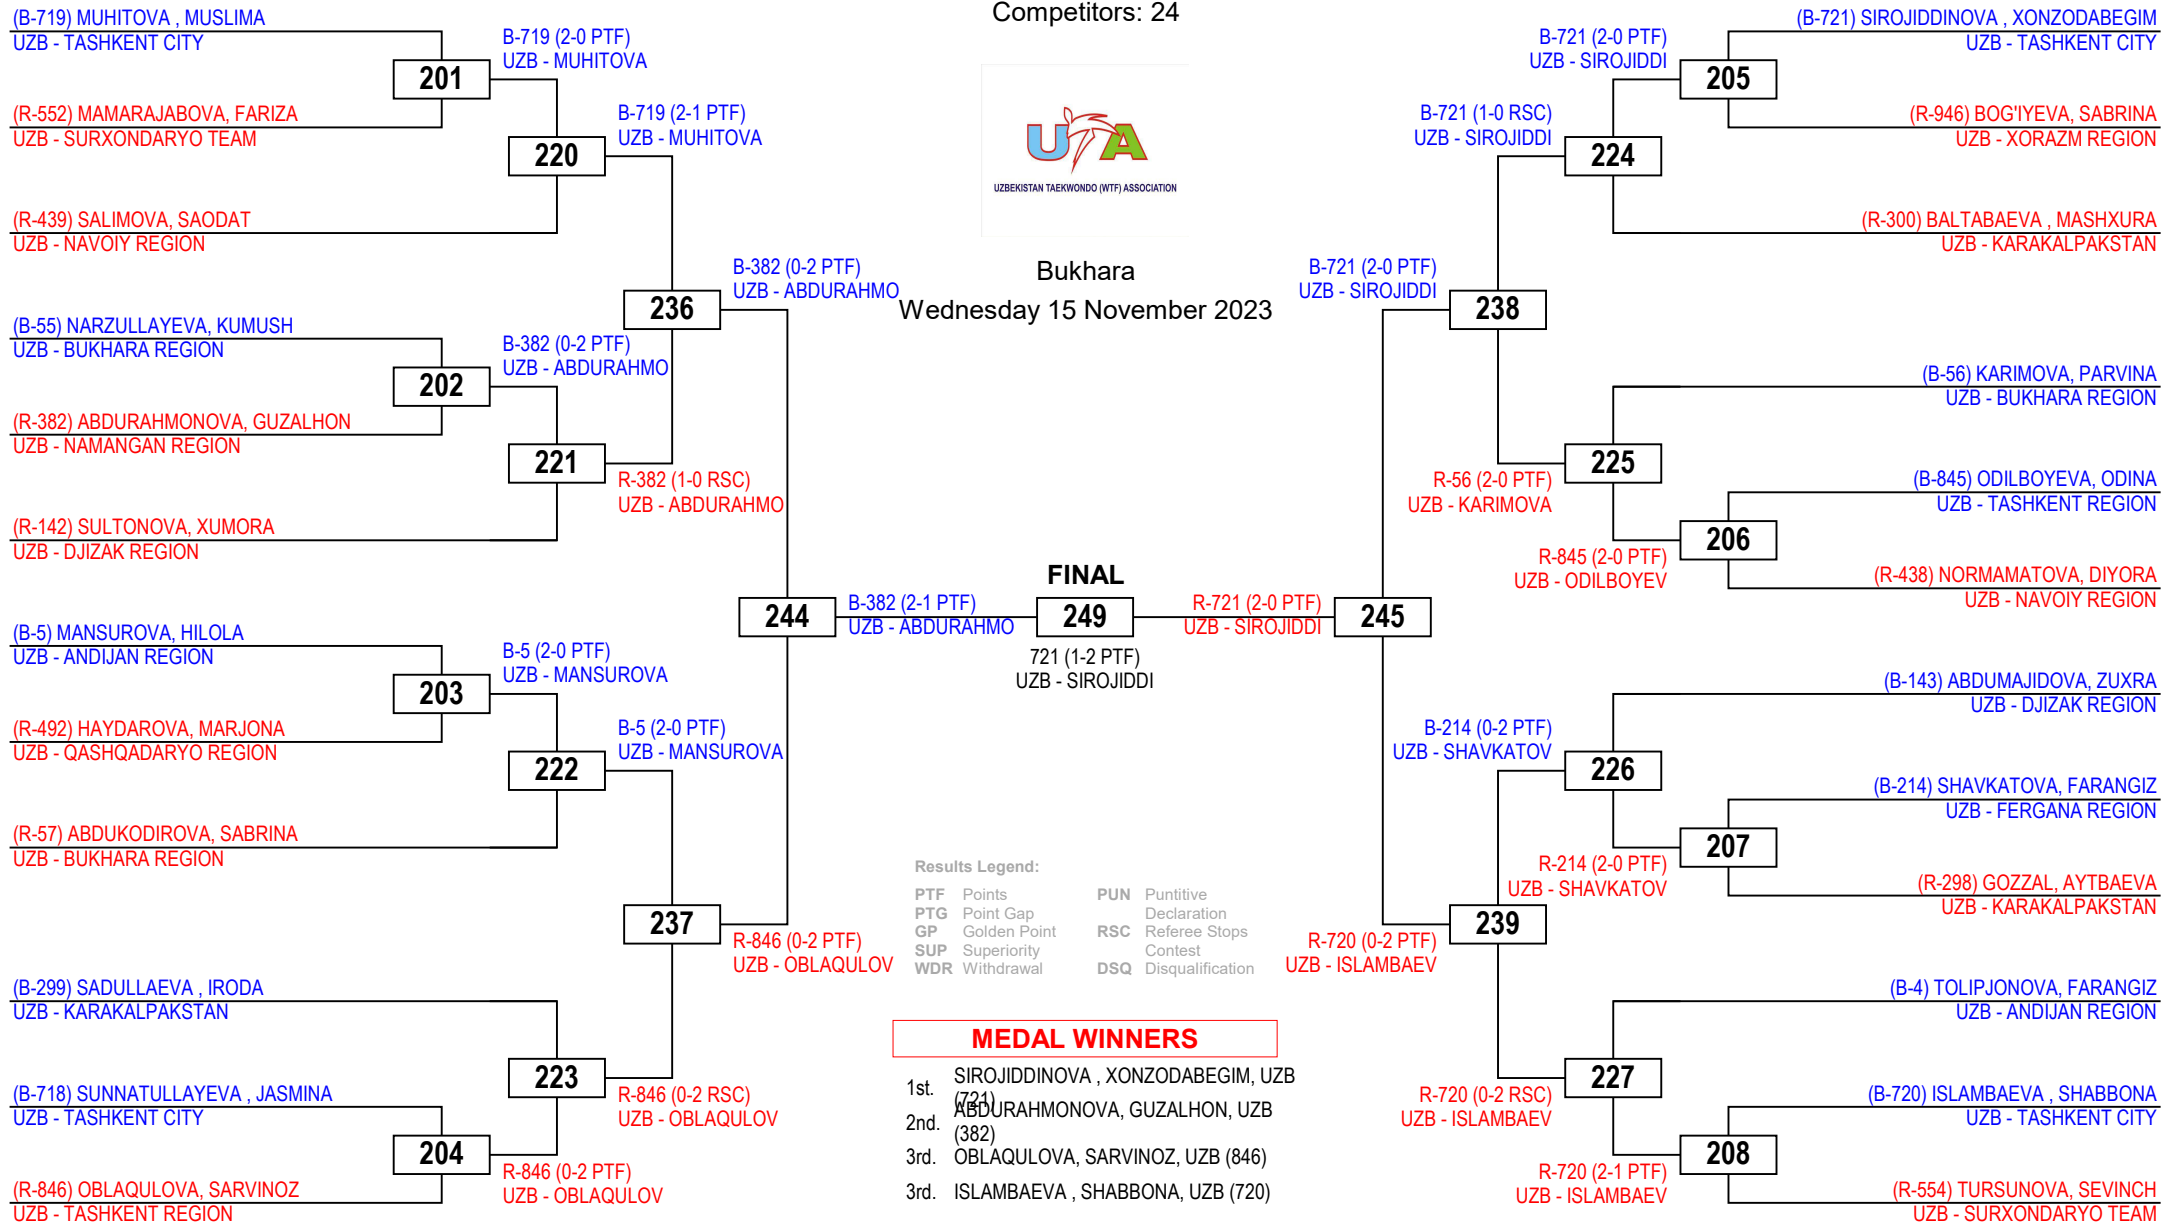 Competitors: 24
UTA
UZBEKISTAN TAEKWONDO (WTF) ASSOCIATION
Bukhara
Wednesday 15 November 2023
(B-719) MUHITOVA , MUSLIMA
UZB - TASHKENT CITY
201
(R-552) MAMARAJABOVA, FARIZA
UZB - SURXONDARYO TEAM
B-719 (2-0 PTF)
UZB - MUHITOVA
220
(R-439) SALIMOVA, SAODAT
UZB - NAVOIY REGION
B-719 (2-1 PTF)
UZB - MUHITOVA
236
B-382 (0-2 PTF)
UZB - ABDURAHMO
(B-55) NARZULLAYEVA, KUMUSH
UZB - BUKHARA REGION
202
(R-382) ABDURAHMONOVA, GUZALHON
UZB - NAMANGAN REGION
B-382 (0-2 PTF)
UZB - ABDURAHMO
221
(R-142) SULTONOVA, XUMORA
UZB - DJIZAK REGION
R-382 (1-0 RSC)
UZB - ABDURAHMO
(B-5) MANSUROVA, HILOLA
UZB - ANDIJAN REGION
203
(R-492) HAYDAROVA, MARJONA
UZB - QASHQADARYO REGION
B-5 (2-0 PTF)
UZB - MANSUROVA
222
(R-57) ABDUKODIROVA, SABRINA
UZB - BUKHARA REGION
B-5 (2-0 PTF)
UZB - MANSUROVA
237
R-846 (0-2 PTF)
UZB - OBLAQULOV
(B-299) SADULLAEVA , IRODA
UZB - KARAKALPAKSTAN
223
R-846 (0-2 RSC)
UZB - OBLAQULOV
(B-718) SUNNATULLAYEVA , JASMINA
UZB - TASHKENT CITY
204
(R-846) OBLAQULOVA, SARVINOZ
UZB - TASHKENT REGION
R-846 (0-2 PTF)
UZB - OBLAQULOV
244
B-382 (2-1 PTF)
UZB - ABDURAHMO
FINAL
249
721 (1-2 PTF)
UZB - SIROJIDDI
R-721 (2-0 PTF)
UZB - SIROJIDDI
245
(B-721) SIROJIDDINOVA , XONZODABEGIM
UZB - TASHKENT CITY
205
(R-946) BOG'IYEVA, SABRINA
UZB - XORAZM REGION
B-721 (2-0 PTF)
UZB - SIROJIDDI
224
(R-300) BALTABAEVA , MASHXURA
UZB - KARAKALPAKSTAN
B-721 (1-0 RSC)
UZB - SIROJIDDI
238
B-721 (2-0 PTF)
UZB - SIROJIDDI
(B-56) KARIMOVA, PARVINA
UZB - BUKHARA REGION
225
R-56 (2-0 PTF)
UZB - KARIMOVA
(B-845) ODILBOYEVA, ODINA
UZB - TASHKENT REGION
206
(R-438) NORMAMATOVA, DIYORA
UZB - NAVOIY REGION
R-845 (2-0 PTF)
UZB - ODILBOYEV
(B-143) ABDUMAJIDOVA, ZUXRA
UZB - DJIZAK REGION
226
B-214 (0-2 PTF)
UZB - SHAVKATOV
(B-214) SHAVKATOVA, FARANGIZ
UZB - FERGANA REGION
207
(R-298) GOZZAL, AYTBAEVA
UZB - KARAKALPAKSTAN
R-214 (2-0 PTF)
UZB - SHAVKATOV
239
R-720 (0-2 PTF)
UZB - ISLAMBAEV
(B-4) TOLIPJONOVA, FARANGIZ
UZB - ANDIJAN REGION
227
R-720 (0-2 RSC)
UZB - ISLAMBAEV
(B-720) ISLAMBAEVA , SHABBONA
UZB - TASHKENT CITY
208
(R-554) TURSUNOVA, SEVINCH
UZB - SURXONDARYO TEAM
R-720 (2-1 PTF)
UZB - ISLAMBAEV
Results Legend:
PTF Points
PTG Point Gap
GP Golden Point
SUP Superiority
WDR Withdrawal
PUN Puntitive
Declaration
RSC Referee Stops
Contest
DSQ Disqualification
MEDAL WINNERS
1st. SIROJIDDINOVA , XONZODABEGIM, UZB
(721)
2nd. ABDURAHMONOVA, GUZALHON, UZB
(382)
3rd. OBLAQULOVA, SARVINOZ, UZB (846)
3rd. ISLAMBAEVA , SHABBONA, UZB (720)